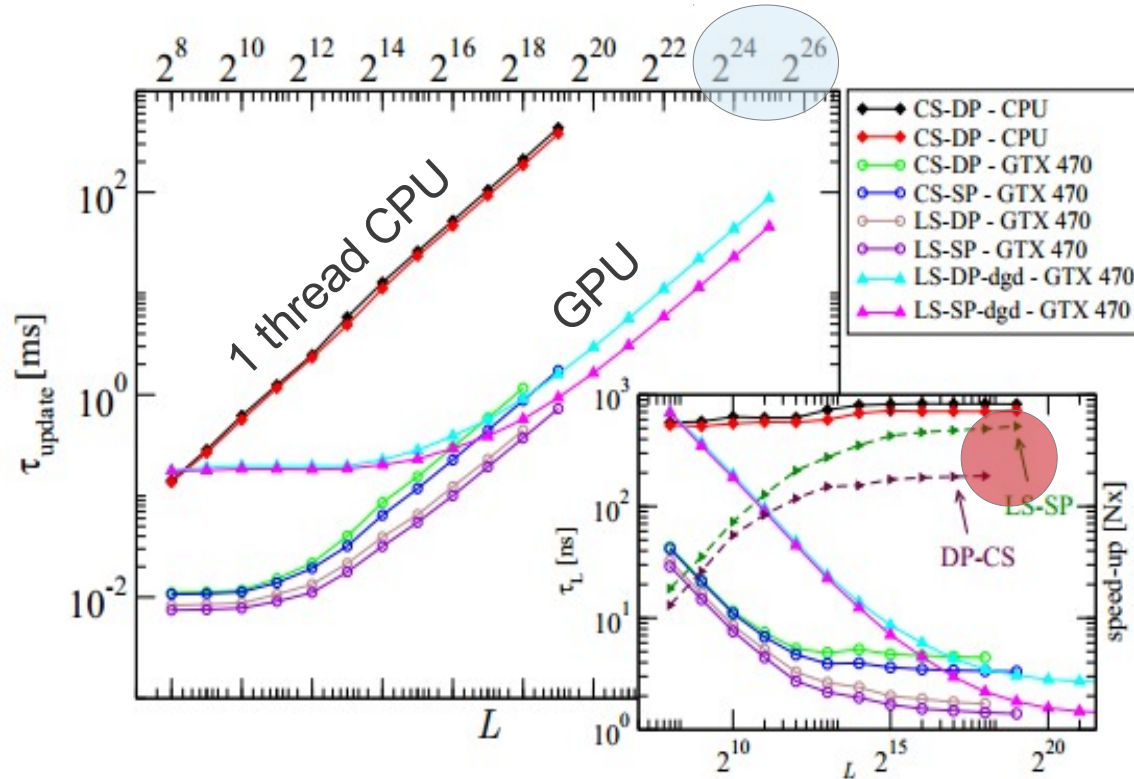 2^8 2^10 2^12 2^14 2^16 2^18 2^20 2^22 2^24 2^26
CS-DP - CPU
CS-DP - CPU
CS-DP - GTX 470
CS-SP - GTX 470
LS-DP - GTX 470
LS-SP - GTX 470
LS-DP-dgd - GTX 470
LS-SP-dgd - GTX 470
10^2
10^0
10^-2
τ_update [ms]
1 thread CPU
GPU
L
10^3
10^2
10^1
10^0
τ_L [ns]
speed-up [Nx]
LS-SP
DP-CS
2^10 2^15 2^20
L